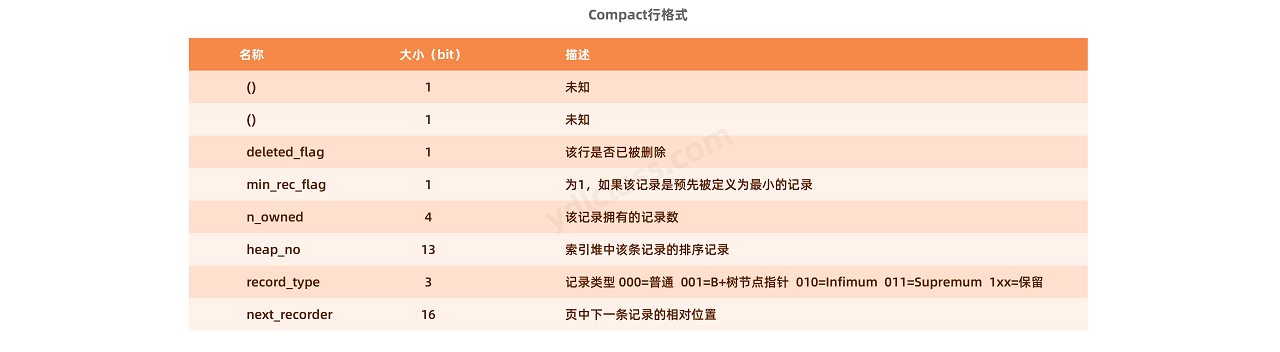 Compact行格式
名称 大小（bit） 描述
() 1 未知
() 1 未知
deleted_flag 1 该行是否已被删除
min_rec_flag 1 为1，如果该记录是预先被定义为最小的记录
n_owned 4 该记录拥有的记录数
heap_no 13 索引堆中该条记录的排序记录
record_type 3 记录类型 000=普通 001=B+树节点指针 010=Infimum 011=Supremum 1xx=保留
next_recorder 16 页中下一条记录的相对位置
ydlclass.com